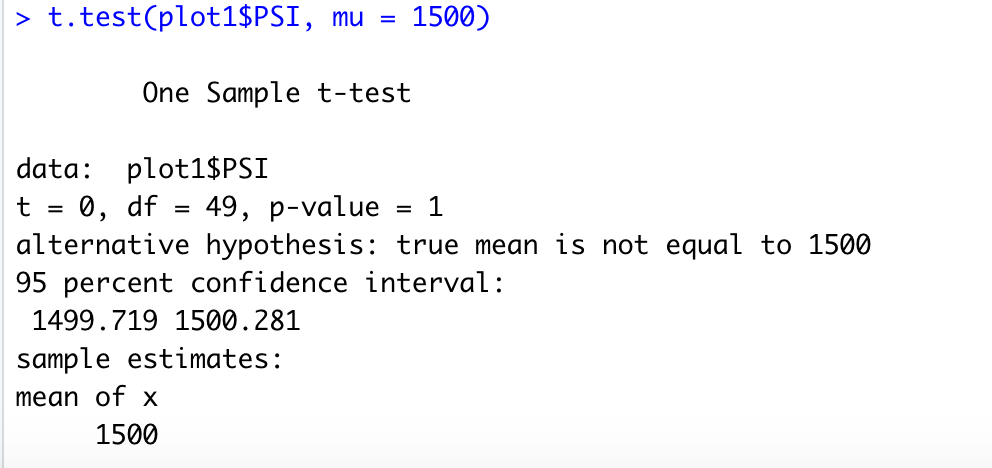 > t.test(plot1$PSI, mu = 1500)
One Sample t-test
data:  plot1$PSI
t = 0, df = 49, p-value = 1
alternative hypothesis: true mean is not equal to 1500
95 percent confidence interval:
1499.719 1500.281
sample estimates:
mean of x
1500